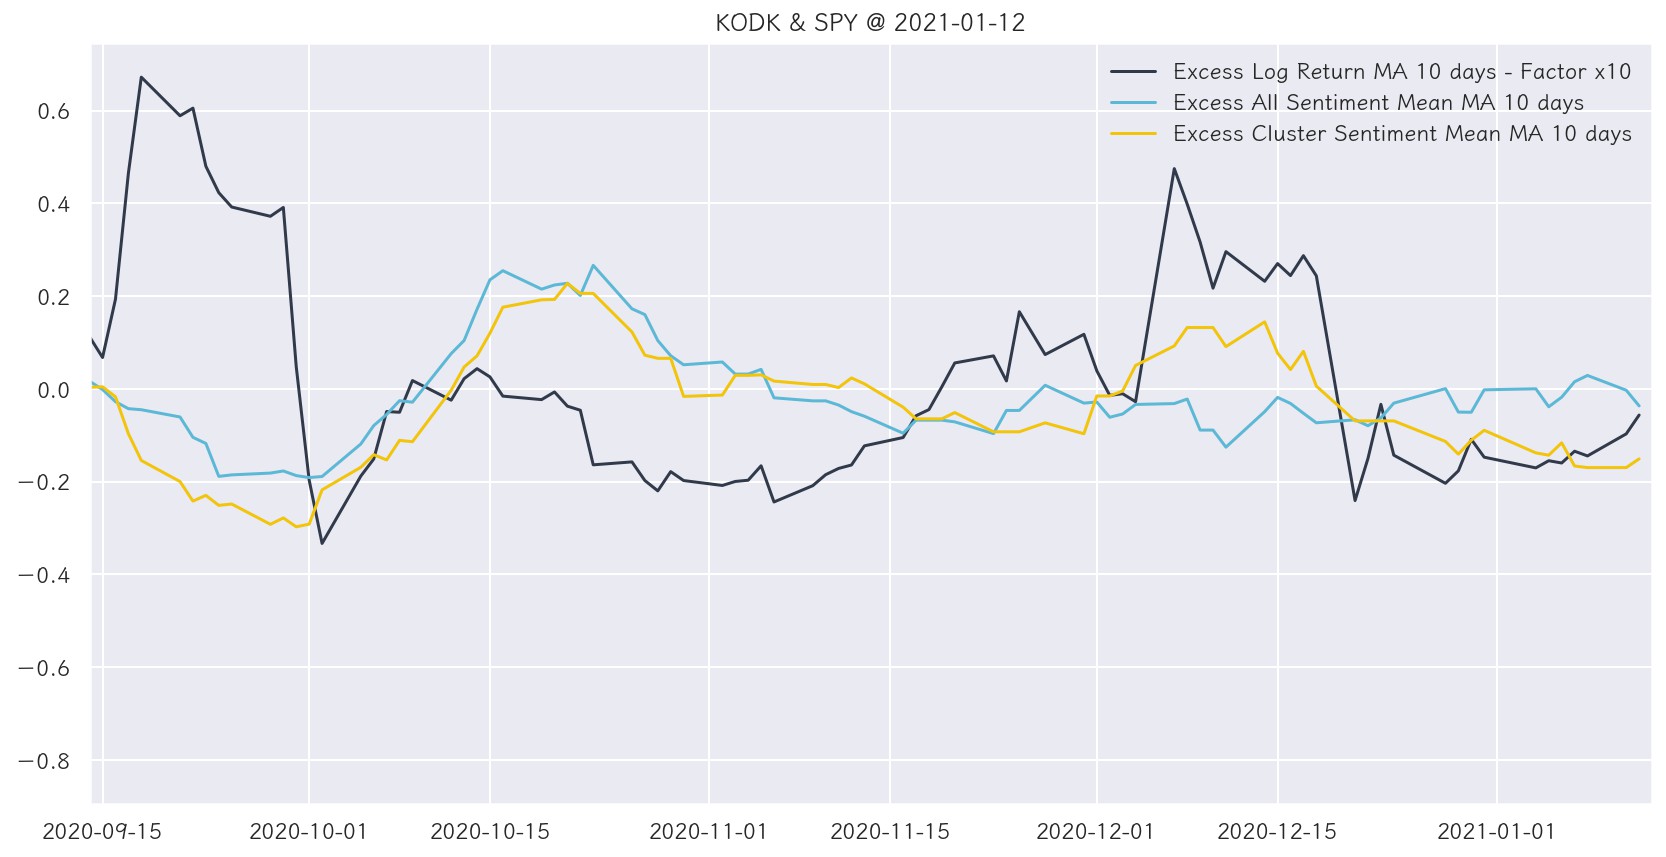 KODK & SPY @ 2021-01-12
Excess Log Return MA 10 days - Factor x10
Excess All Sentiment Mean MA 10 days
Excess Cluster Sentiment Mean MA 10 days
0.6
0.4
0.2
0.0
−0.2
−0.4
−0.6
−0.8
2020-09-15 2020-10-01 2020-10-15 2020-11-01 2020-11-15 2020-12-01 2020-12-15 2021-01-01